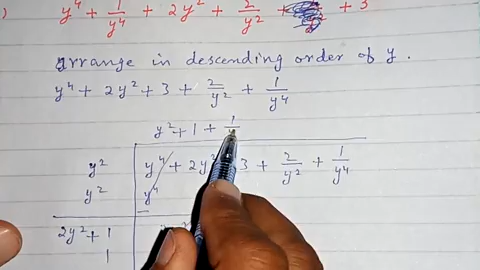 ) y⁴ + 1/y⁴ + 2y² + 2/y² + 3
arrange in descending order of y.
y⁴ + 2y² + 3 + 2/y² + 1/y⁴
y² + 1 + 1/
y² y⁴ + 2y² 3 + 2/y² + 1/y⁴
y² y⁴
2y² + 1
1